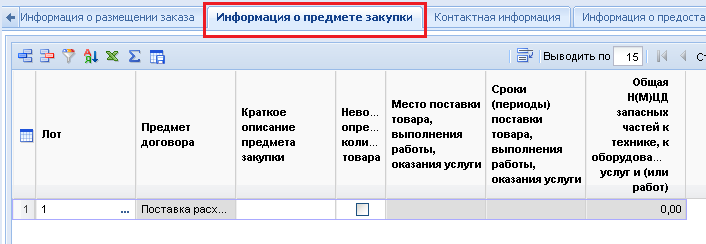 Информация о размещении заказа Информация о предмете закупки Контактная информация Информация о предоста
Выводить по 15
Лот
Предмет договора
Краткое описание предмета закупки
Нево... опре... коли... товара
Место поставки товара, выполнения работы, оказания услуги
Сроки (периоды) поставки товара, выполнения работы, оказания услуги
Общая Н(М)ЦД запасных частей к технике, к оборудова... услуг и (или работ)
1 1 ... Поставка расх... 0,00